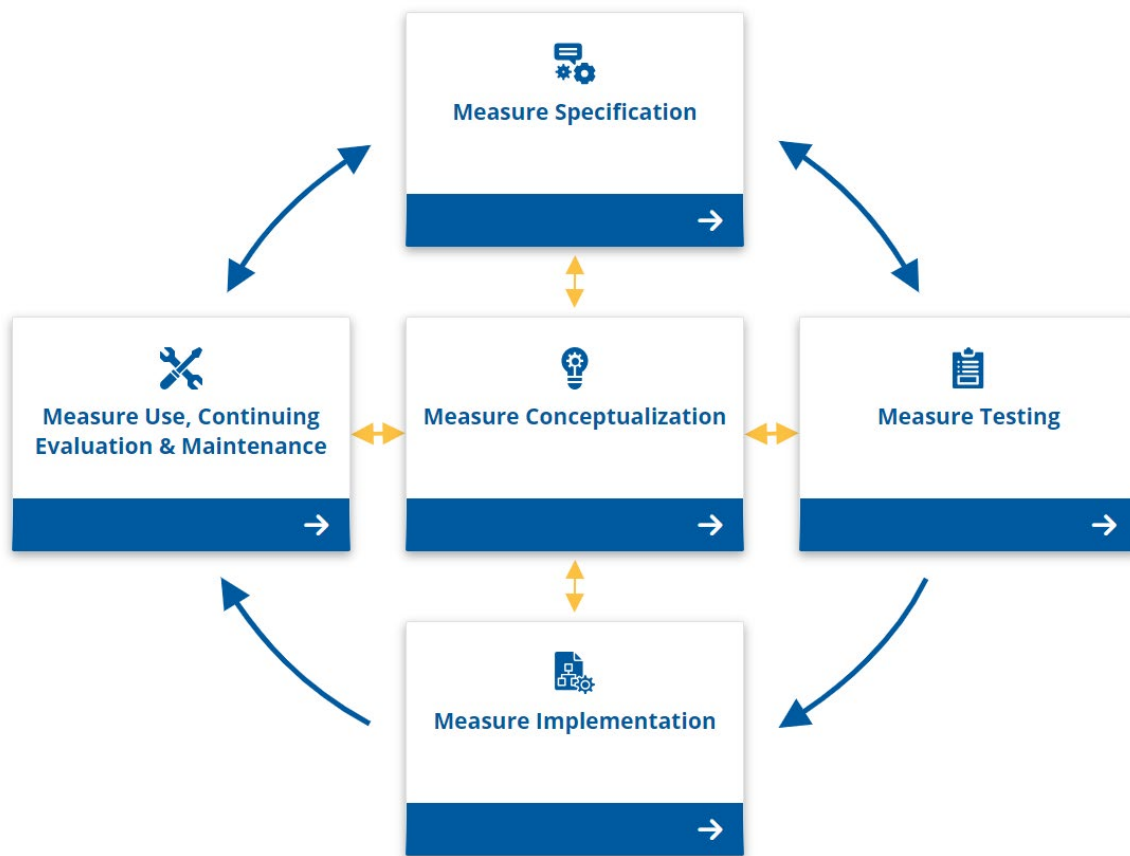 Measure Specification
Measure Use, Continuing
Evaluation & Maintenance
Measure Conceptualization
Measure Testing
Measure Implementation